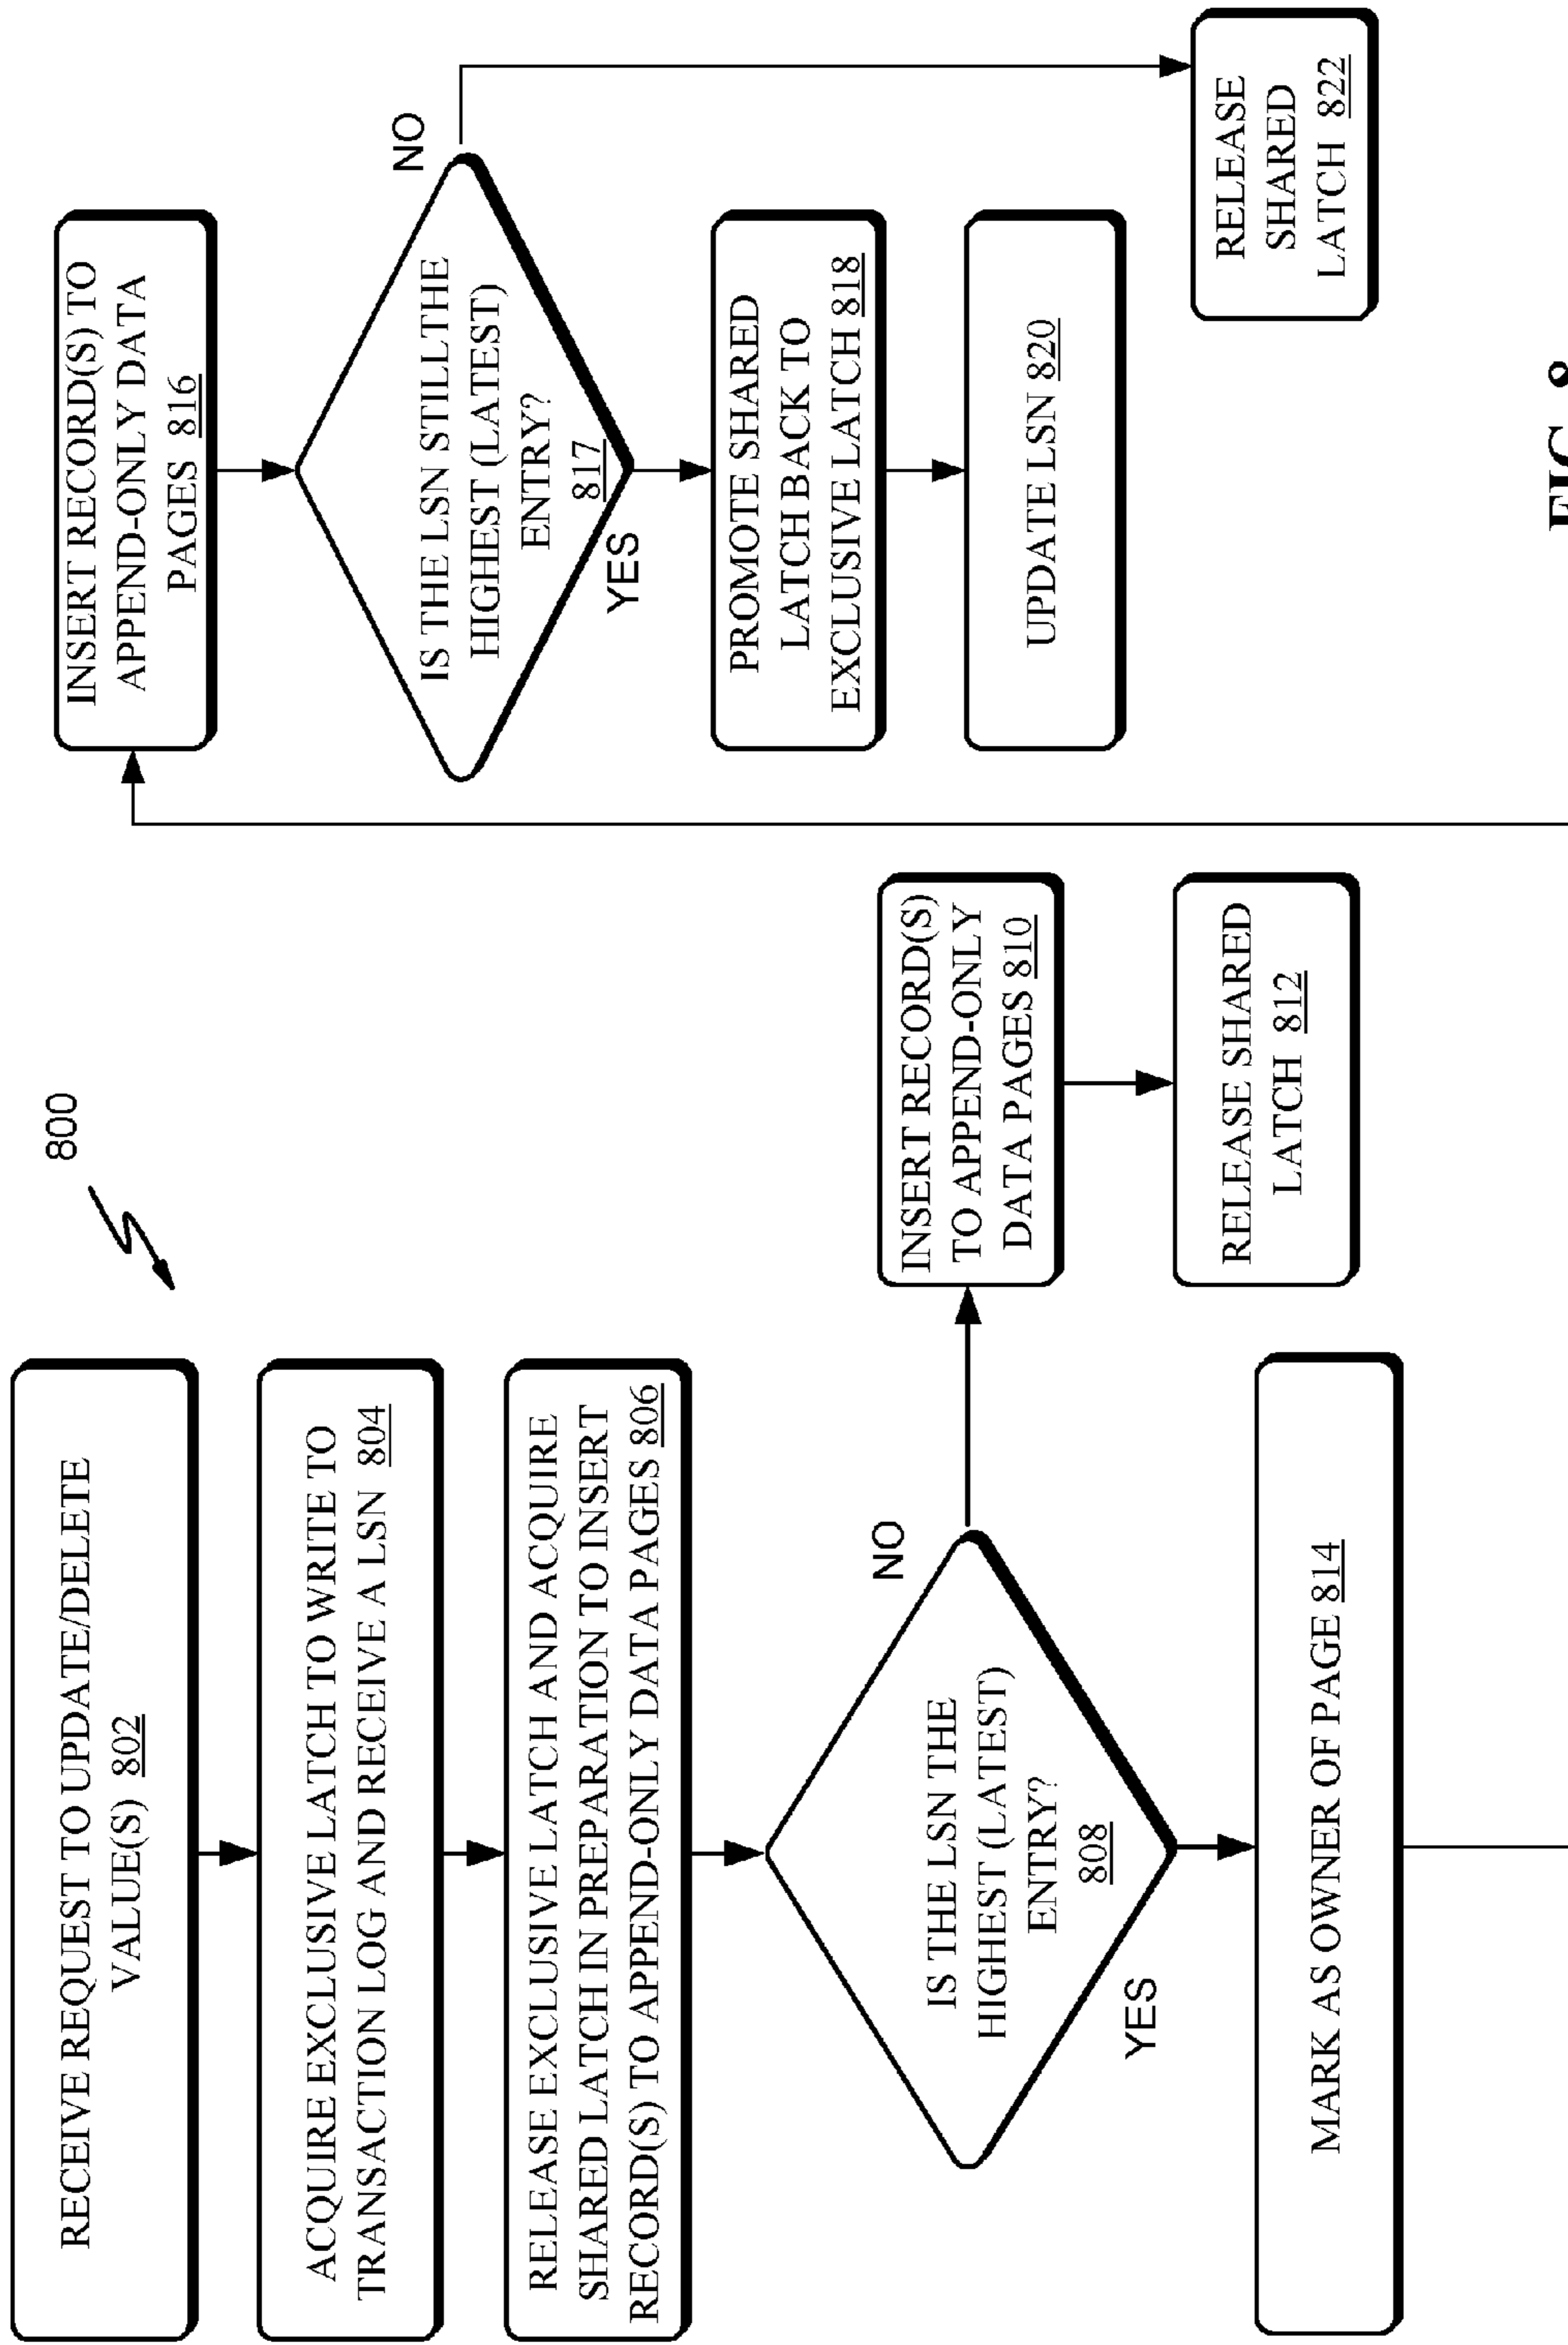 800
RECEIVE REQUEST TO UPDATE/DELETE
VALUE(S) 802
ACQUIRE EXCLUSIVE LATCH TO WRITE TO
TRANSACTION LOG AND RECEIVE A LSN 804
RELEASE EXCLUSIVE LATCH AND ACQUIRE
SHARED LATCH IN PREPARATION TO INSERT
RECORD(S) TO APPEND-ONLY DATA PAGES 806
IS THE LSN THE
HIGHEST (LATEST)
ENTRY?
808
NO
YES
INSERT RECORD(S)
TO APPEND-ONLY
DATA PAGES 810
RELEASE SHARED
LATCH 812
MARK AS OWNER OF PAGE 814
INSERT RECORD(S) TO
APPEND-ONLY DATA
PAGES 816
IS THE LSN STILLTHE
HIGHEST (LATEST)
ENTRY?
817
NO
YES
PROMOTE SHARED
LATCH BACK TO
EXCLUSIVE LATCH 818
UPDATE LSN 820
RELEASE
SHARED
LATCH 822
FIG. 8